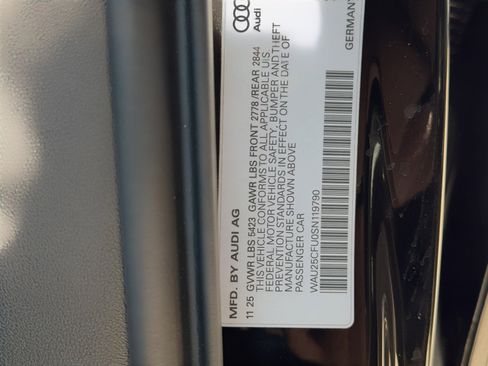 Audi
MFD. BY AUDI AG
GERMANY
11 25 GVWR LBS 5423 GAWR LBS FRONT 2778 /REAR 2844
THIS VEHICLE CONFORMS TO ALL APPLICABLE U.S.
FEDERAL MOTOR VEHICLE SAFETY, BUMPER AND THEFT
PREVENTION STANDARDS IN EFFECT ON THE DATE OF
MANUFACTURE SHOWN ABOVE
PASSENGER CAR
WAU25CFU0SN119790